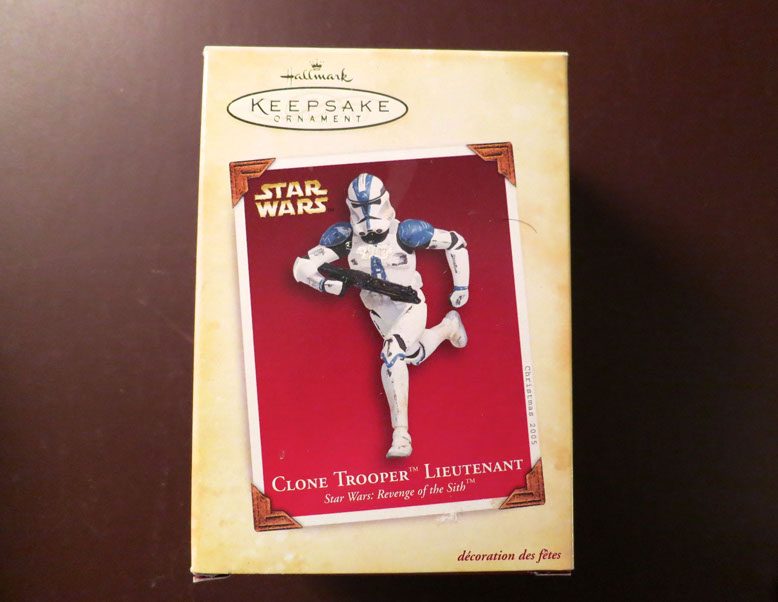 Hallmark
KEEPSAKE
ORNAMENT
STAR
WARS
Christmas 2005
CLONE TROOPER™ LIEUTENANT
Star Wars: Revenge of the Sith™
décoration des fêtes